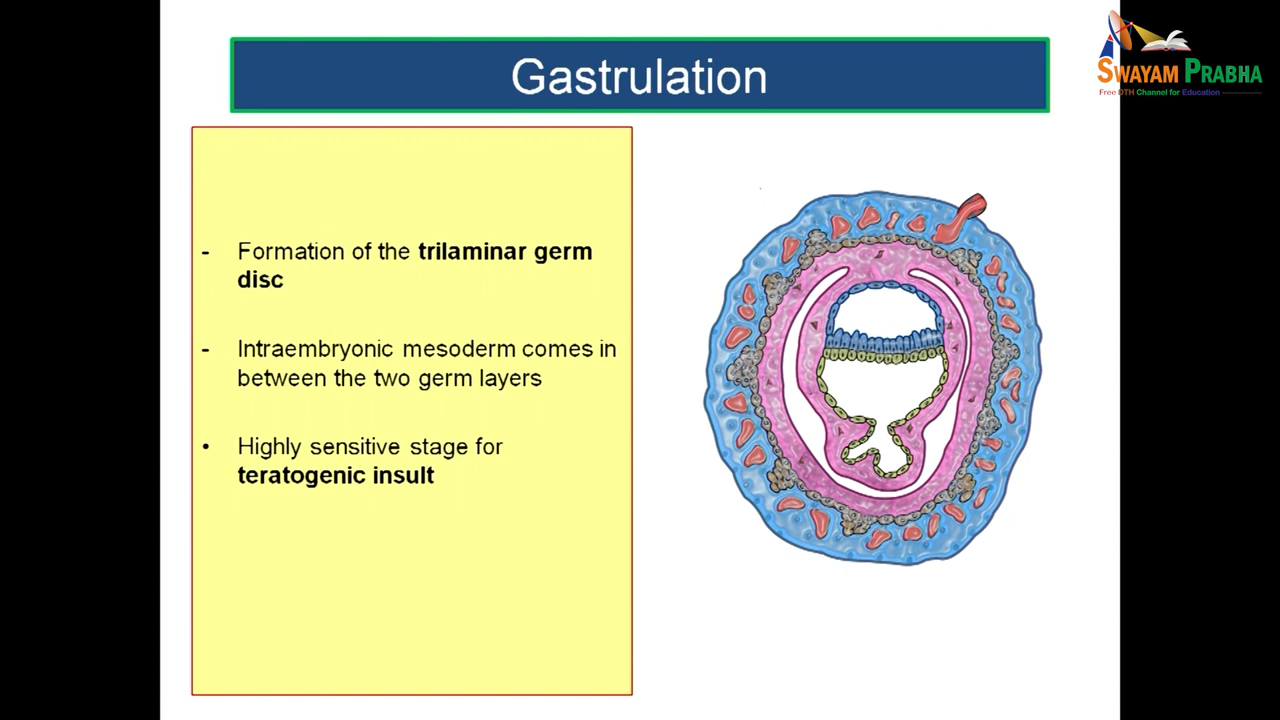 Gastrulation
SWAYAM PRABHA
Free DTH Channel for Education
- Formation of the trilaminar germ
disc
- Intraembryonic mesoderm comes in
between the two germ layers
• Highly sensitive stage for
teratogenic insult